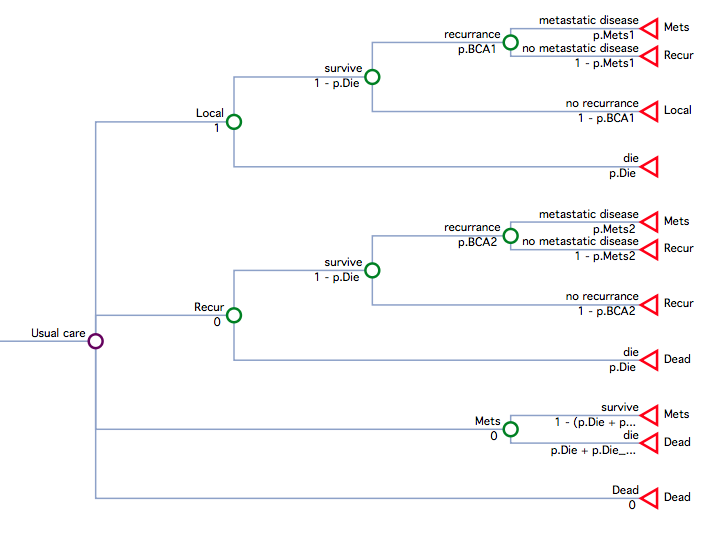 metastatic disease
p.Mets1
Mets
recurrance
p.BCA1
no metastatic disease
1 - p.Mets1
Recur
survive
1 - p.Die
no recurrance
1 - p.BCA1
Local
Local
1
die
p.Die
metastatic disease
p.Mets2
Mets
recurrance
p.BCA2
no metastatic disease
1 - p.Mets2
Recur
survive
1 - p.Die
no recurrance
1 - p.BCA2
Recur
Recur
0
Usual care
die
p.Die
Dead
survive
1 - (p.Die + p...
Mets
Mets
0
die
p.Die + p.Die_...
Dead
Dead
0
Dead